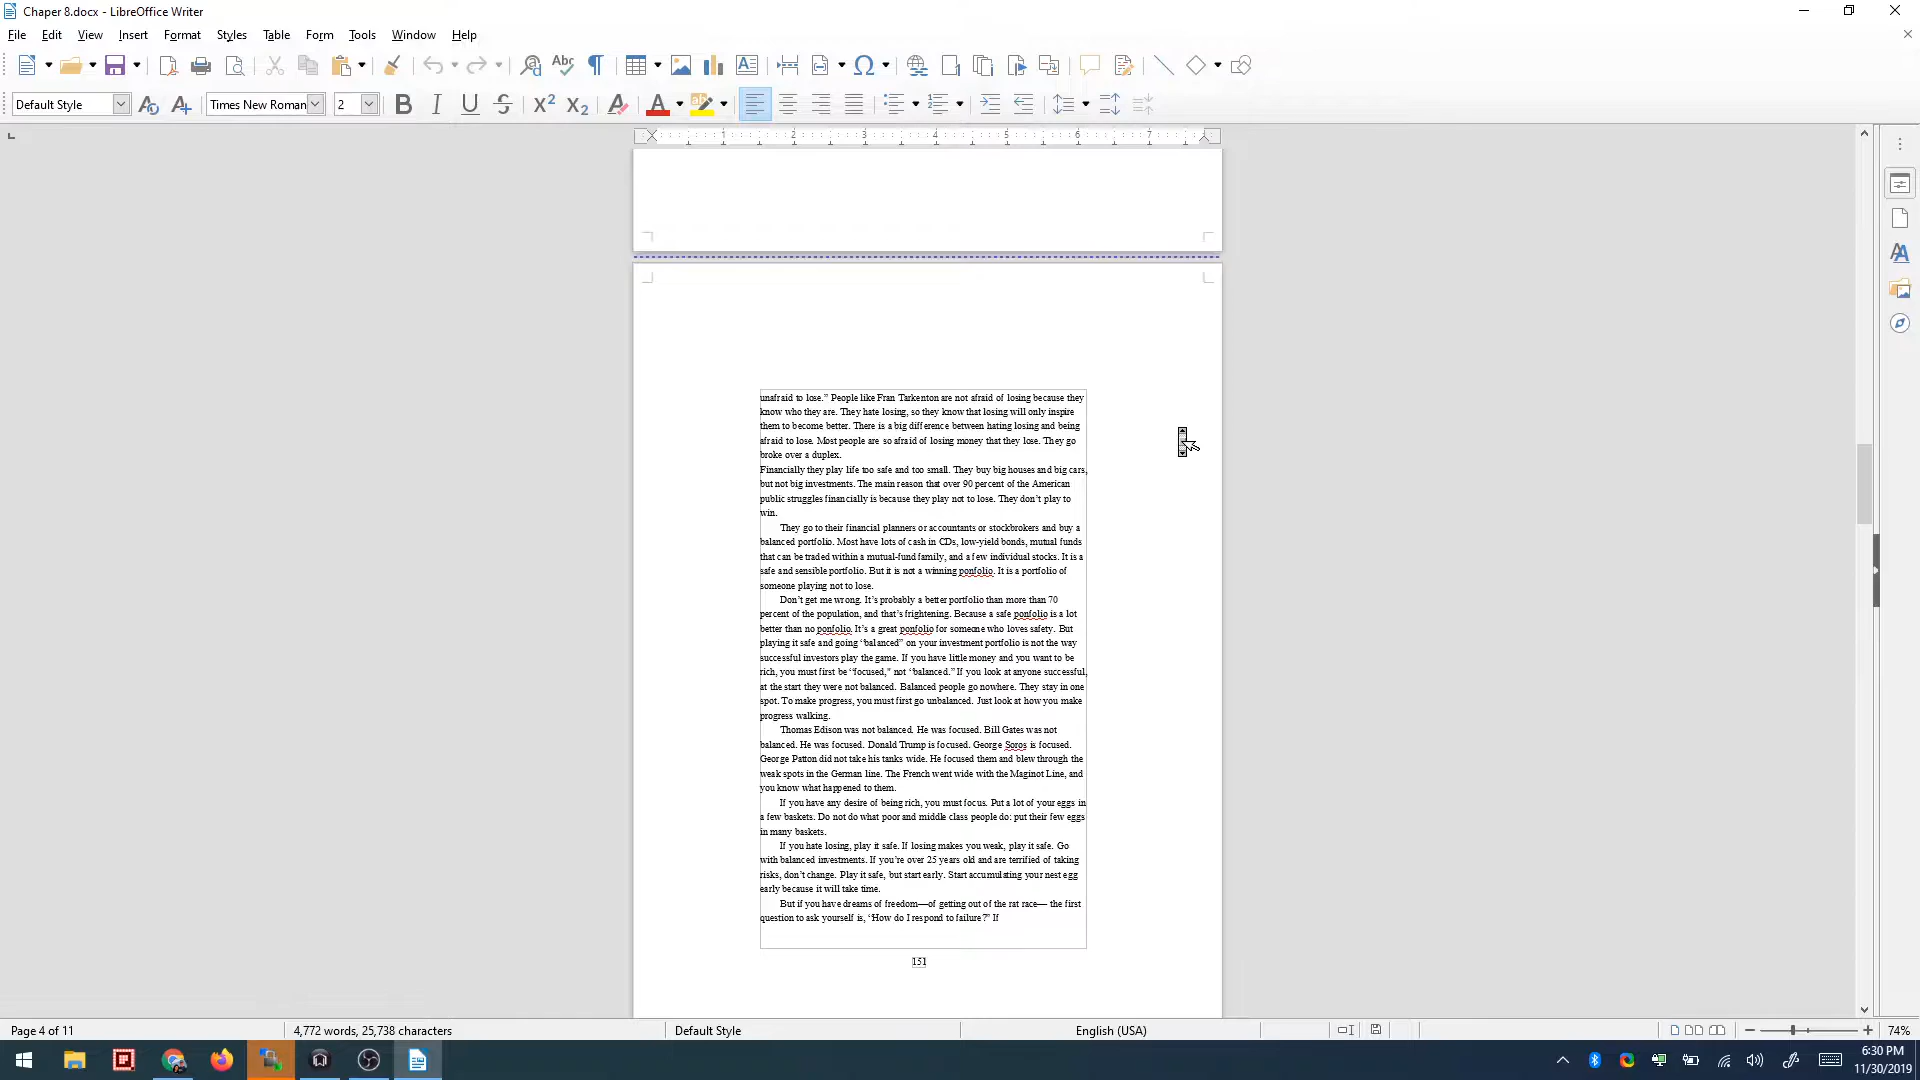 Chaper 8.docx - LibreOffice Writer
File Edit View Insert Format Styles Table Form Tools Window Help
Default Style Times New Roman 2
1 2 3 4 5 6 7
unafraid to lose.” People like Fran Tarkenton are not afraid of losing because they
know who they are. They hate losing, so they know that losing will only inspire
them to become better. There is a big difference between hating losing and being
afraid to lose. Most people are so afraid of losing money that they lose. They go
broke over a duplex.
Financially they play life too safe and too small. They buy big houses and big cars,
but not big investments. The main reason that over 90 percent of the American
public struggles financially is because they play not to lose. They don’t play to
win.
They go to their financial planners or accountants or stockbrokers and buy a
balanced portfolio. Most have lots of cash in CDs, low-yield bonds, mutual funds
that can be traded within a mutual-fund family, and a few individual stocks. It is a
safe and sensible portfolio. But it is not a winning ponfolio. It is a portfolio of
someone playing not to lose.
Don’t get me wrong. It’s probably a better portfolio than more than 70
percent of the population, and that’s frightening. Because a safe ponfolio is a lot
better than no ponfolio. It’s a great ponfolio for someone who loves safety. But
playing it safe and going “balanced” on your investment portfolio is not the way
successful investors play the game. If you have little money and you want to be
rich, you must first be “focused," not “balanced.” If you look at anyone successful,
at the start they were not balanced. Balanced people go nowhere. They stay in one
spot. To make progress, you must first go unbalanced. Just look at how you make
progress walking.
Thomas Edison was not balanced. He was focused. Bill Gates was not
balanced. He was focused. Donald Trump is focused. George Soros is focused.
George Patton did not take his tanks wide. He focused them and blew through the
weak spots in the German line. The French went wide with the Maginot Line, and
you know what happened to them.
If you have any desire of being rich, you must focus. Put a lot of your eggs in
a few baskets. Do not do what poor and middle class people do: put their few eggs
in many baskets.
If you hate losing, play it safe. If losing makes you weak, play it safe. Go
with balanced investments. If you’re over 25 years old and are terrified of taking
risks, don’t change. Play it safe, but start early. Start accumulating your nest egg
early because it will take time.
But if you have dreams of freedom—of getting out of the rat race— the first
question to ask yourself is, “How do I respond to failure?” If
151
Page 4 of 11 4,772 words, 25,738 characters Default Style English (USA) 74%
6:30 PM
11/30/2019